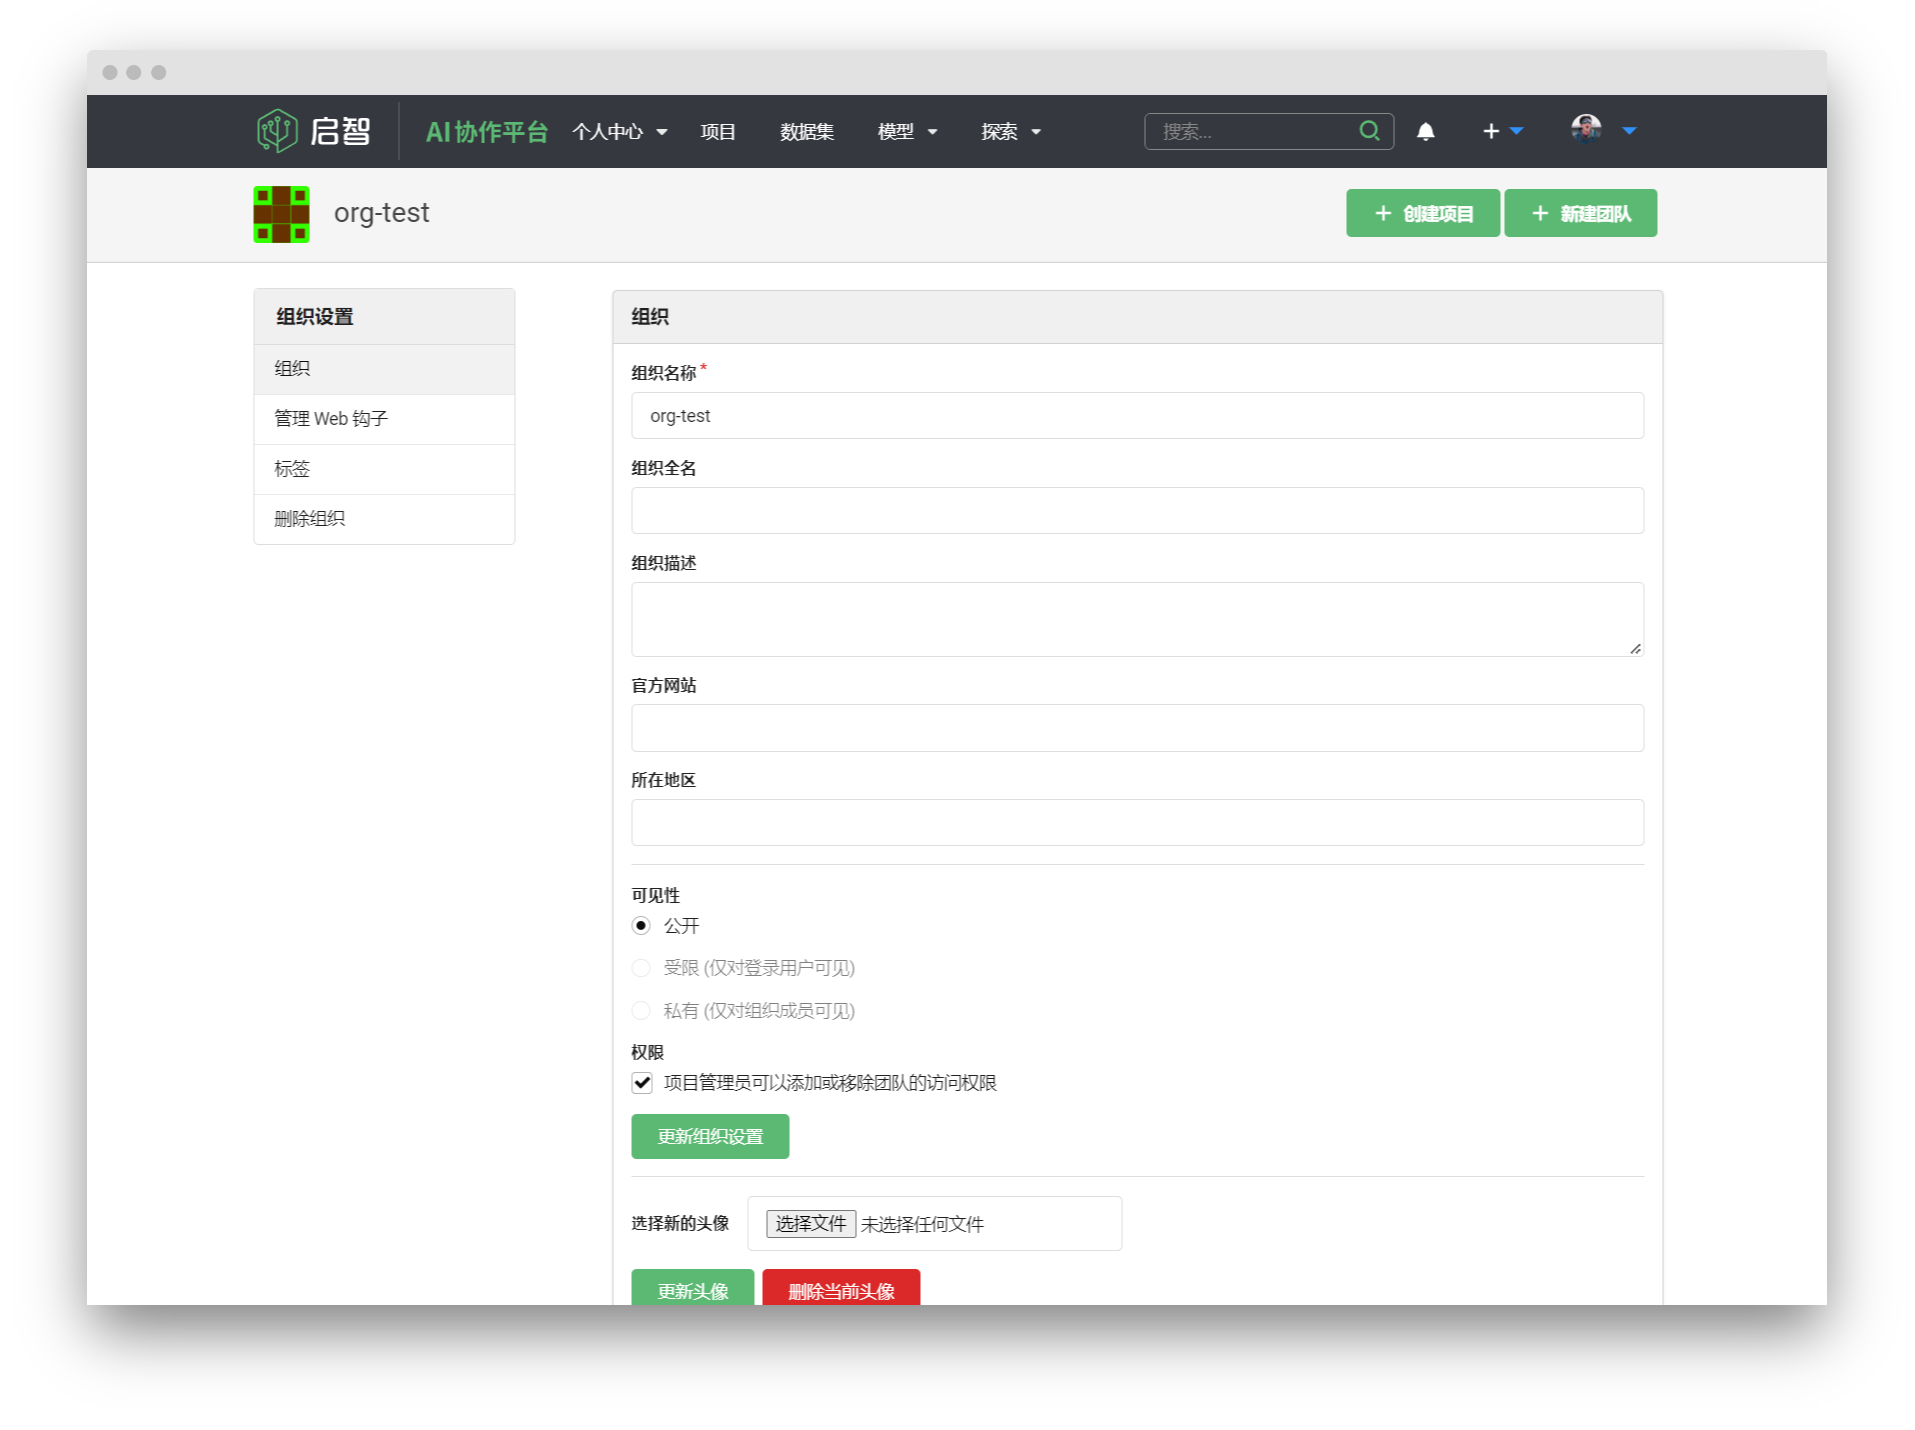 启智 AI协作平台 个人中心 项目 数据集 模型 探索 搜索...
org-test 创建项目 新建团队
组织设置
组织
管理 Web 钩子
标签
删除组织
组织
组织名称*
org-test
组织全名
组织描述
官方网站
所在地区
可见性
公开
受限 (仅对登录用户可见)
私有 (仅对组织成员可见)
权限
项目管理员可以添加或移除团队的访问权限
更新组织设置
选择新的头像 选择文件 未选择任何文件
更新头像 删除当前头像